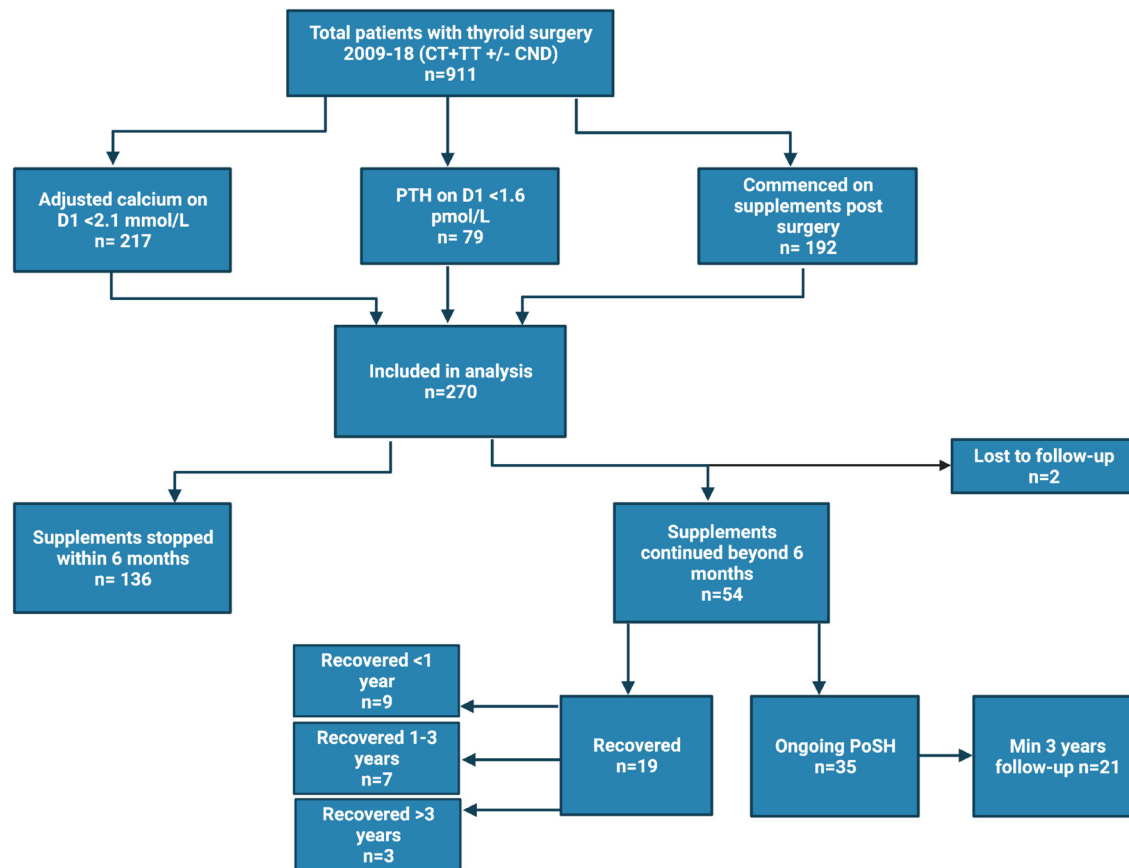 Total patients with thyroid surgery
2009-18 (CT+TT +/- CND)
n=911
Adjusted calcium on
D1 <2.1 mmol/L
n= 217
PTH on D1 <1.6
pmol/L
n= 79
Commenced on
supplements post
surgery
n= 192
Included in analysis
n=270
Lost to follow-up
n=2
Supplements stopped
within 6 months
n= 136
Supplements
continued beyond 6
months
n=54
Recovered <1
year
n=9
Recovered 1-3
years
n=7
Recovered >3
years
n=3
Recovered
n=19
Ongoing PoSH
n=35
Min 3 years
follow-up n=21